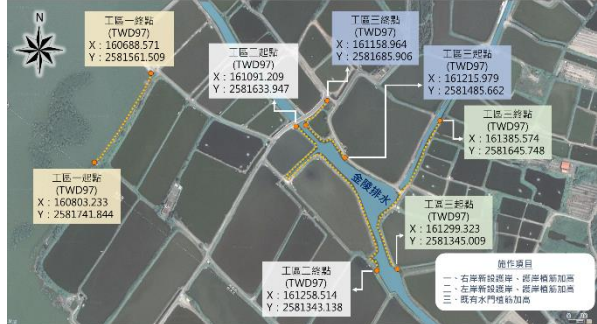 工區一終點
(TWD97)
X：160688.571
Y：2581561.509
工區二起點
(TWD97)
X：161091.209
Y：2581633.947
工區三終點
(TWD97)
X：161158.964
Y：2581685.906
工區三起點
(TWD97)
X：161215.979
Y：2581485.662
工區三終點
(TWD97)
X：161385.574
Y：2581645.748
工區一起點
(TWD97)
X：160803.233
Y：2581741.844
金陵排水
工區三起點
(TWD97)
X：161299.323
Y：2581345.009
工區二終點
(TWD97)
X：161258.514
Y：2581343.138
施作項目
一、右岸新設護岸、護岸植筋加高
二、左岸新設護岸、護岸植筋加高
三、既有水門植筋加高